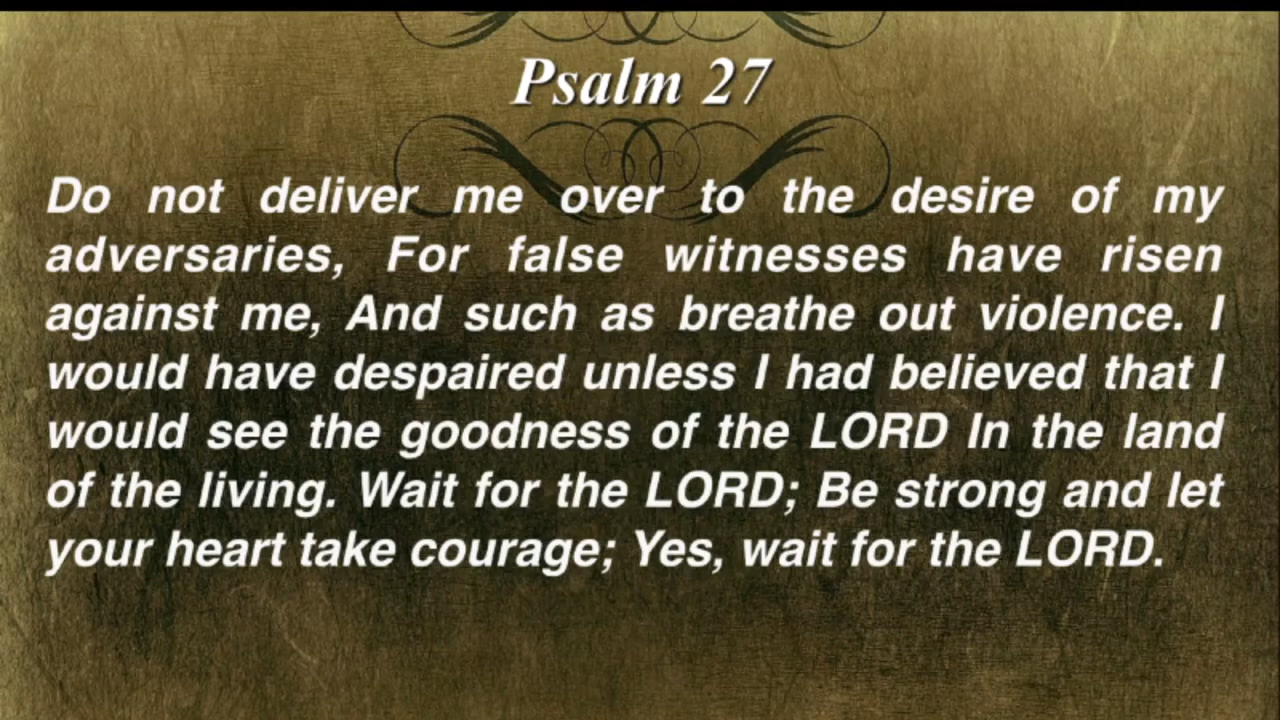 Psalm 27
Do not deliver me over to the desire of my
adversaries, For false witnesses have risen
against me, And such as breathe out violence. I
would have despaired unless I had believed that I
would see the goodness of the LORD In the land
of the living. Wait for the LORD; Be strong and let
your heart take courage; Yes, wait for the LORD.